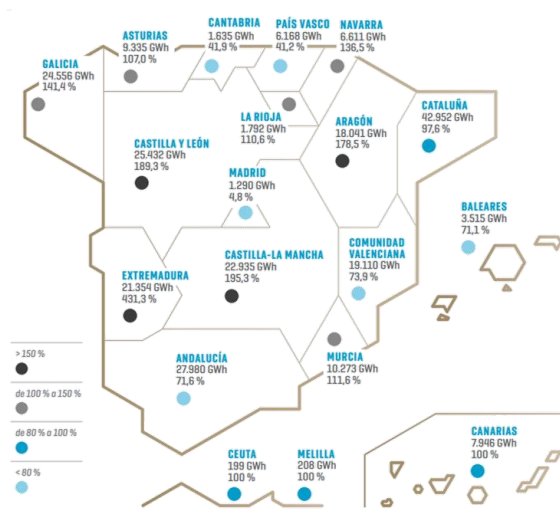 CANTABRIA
1.635 GWh
41,9 %
PAÍS VASCO
6.168 GWh
41,2 %
NAVARRA
6.611 GWh
136,5 %
ASTURIAS
9.335 GWh
107,0 %
GALICIA
24.556 GWh
141,4 %
LA RIOJA
1.792 GWh
110,6 %
ARAGÓN
18.041 GWh
178,5 %
CATALUÑA
42.952 GWh
97,6 %
CASTILLA Y LEÓN
25.432 GWh
189,3 %
MADRID
1.290 GWh
4,8 %
BALEARES
3.515 GWh
71,1 %
CASTILLA-LA MANCHA
22.935 GWh
195,3 %
COMUNIDAD
VALENCIANA
19.110 GWh
73,9 %
EXTREMADURA
21.354 GWh
431,3 %
ANDALUCÍA
27.980 GWh
71,6 %
MURCIA
10.273 GWh
111,6 %
> 150 %
de 100 % a 150 %
de 80 % a 100 %
< 80 %
CEUTA
199 GWh
100 %
MELILLA
208 GWh
100 %
CANARIAS
7.946 GWh
100 %